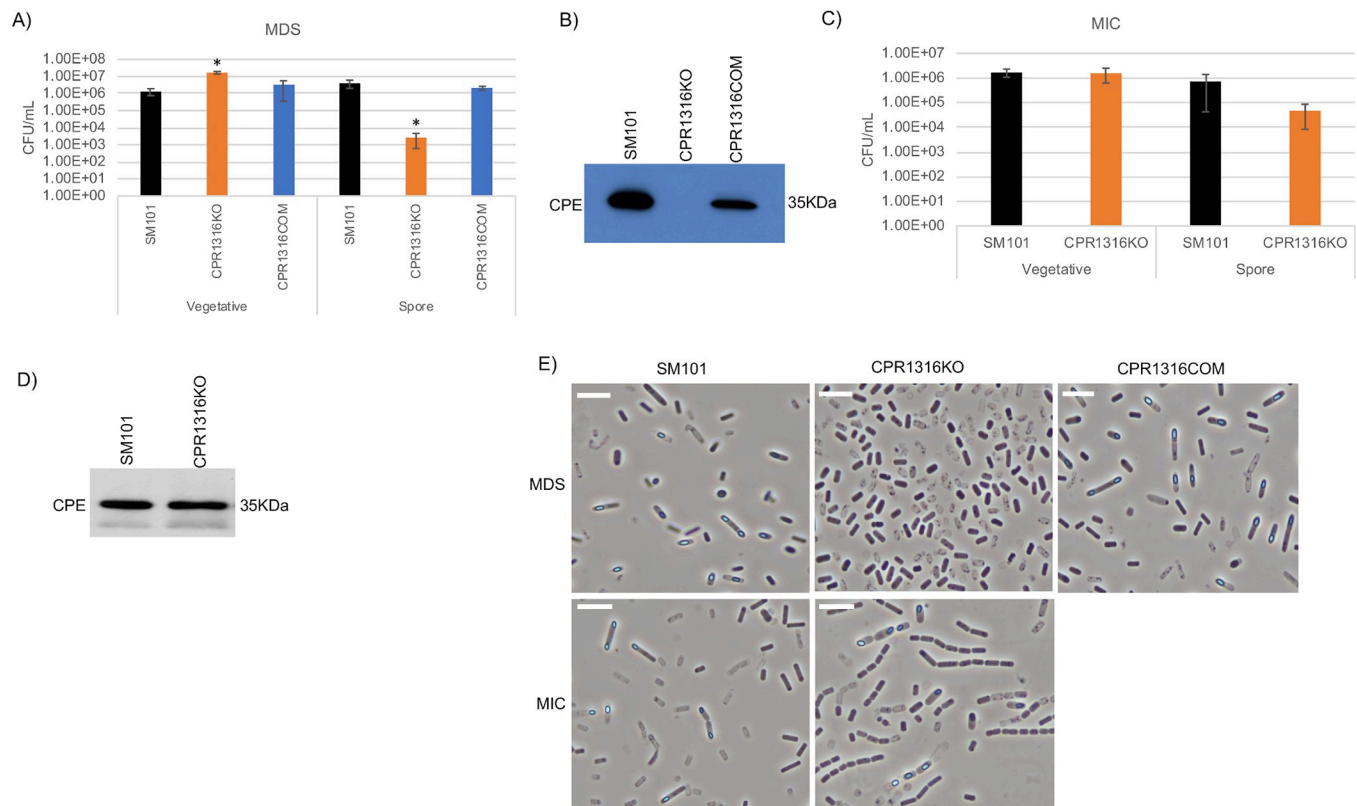 A)
MDS
1.00E+08
1.00E+07
1.00E+06
1.00E+05
1.00E+04
1.00E+03
1.00E+02
1.00E+01
1.00E+00
CFU/mL
*
*
SM101
CPR1316KO
CPR1316COM
SM101
CPR1316KO
CPR1316COM
Vegetative
Spore
B)
SM101
CPR1316KO
CPR1316COM
CPE
35KDa
C)
MIC
1.00E+07
1.00E+06
1.00E+05
1.00E+04
1.00E+03
1.00E+02
1.00E+01
1.00E+00
CFU/mL
SM101
CPR1316KO
SM101
CPR1316KO
Vegetative
Spore
D)
SM101
CPR1316KO
CPE
35KDa
E)
SM101
CPR1316KO
CPR1316COM
MDS
MIC